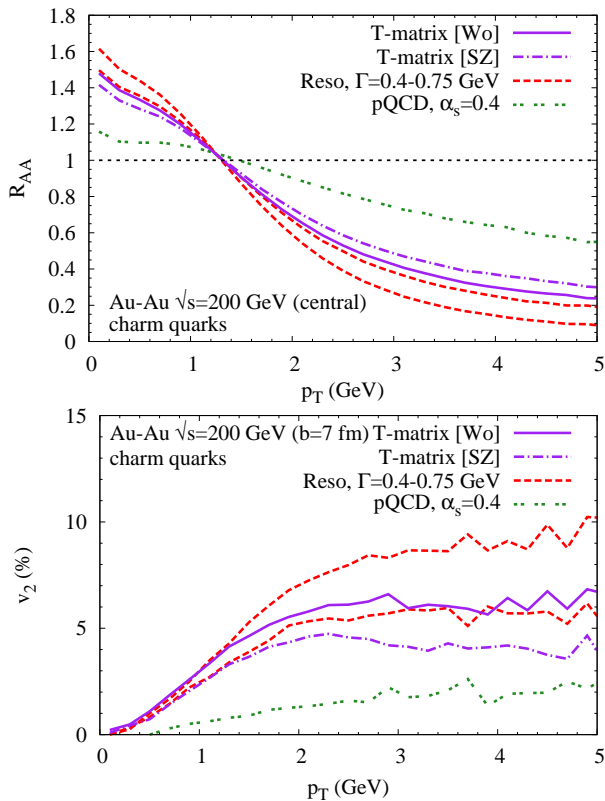 1.8
1.6
1.4
1.2
1
0.8
0.6
0.4
0.2
0
R_AA
T-matrix [Wo]
T-matrix [SZ]
Reso, Γ=0.4-0.75 GeV
pQCD, α_s=0.4
Au-Au √s=200 GeV (central)
charm quarks
0 1 2 3 4 5
p_T (GeV)
15
10
5
0
v_2 (%)
Au-Au √s=200 GeV (b=7 fm) T-matrix [Wo]
charm quarks T-matrix [SZ]
Reso, Γ=0.4-0.75 GeV
pQCD, α_s=0.4
0 1 2 3 4 5
p_T (GeV)